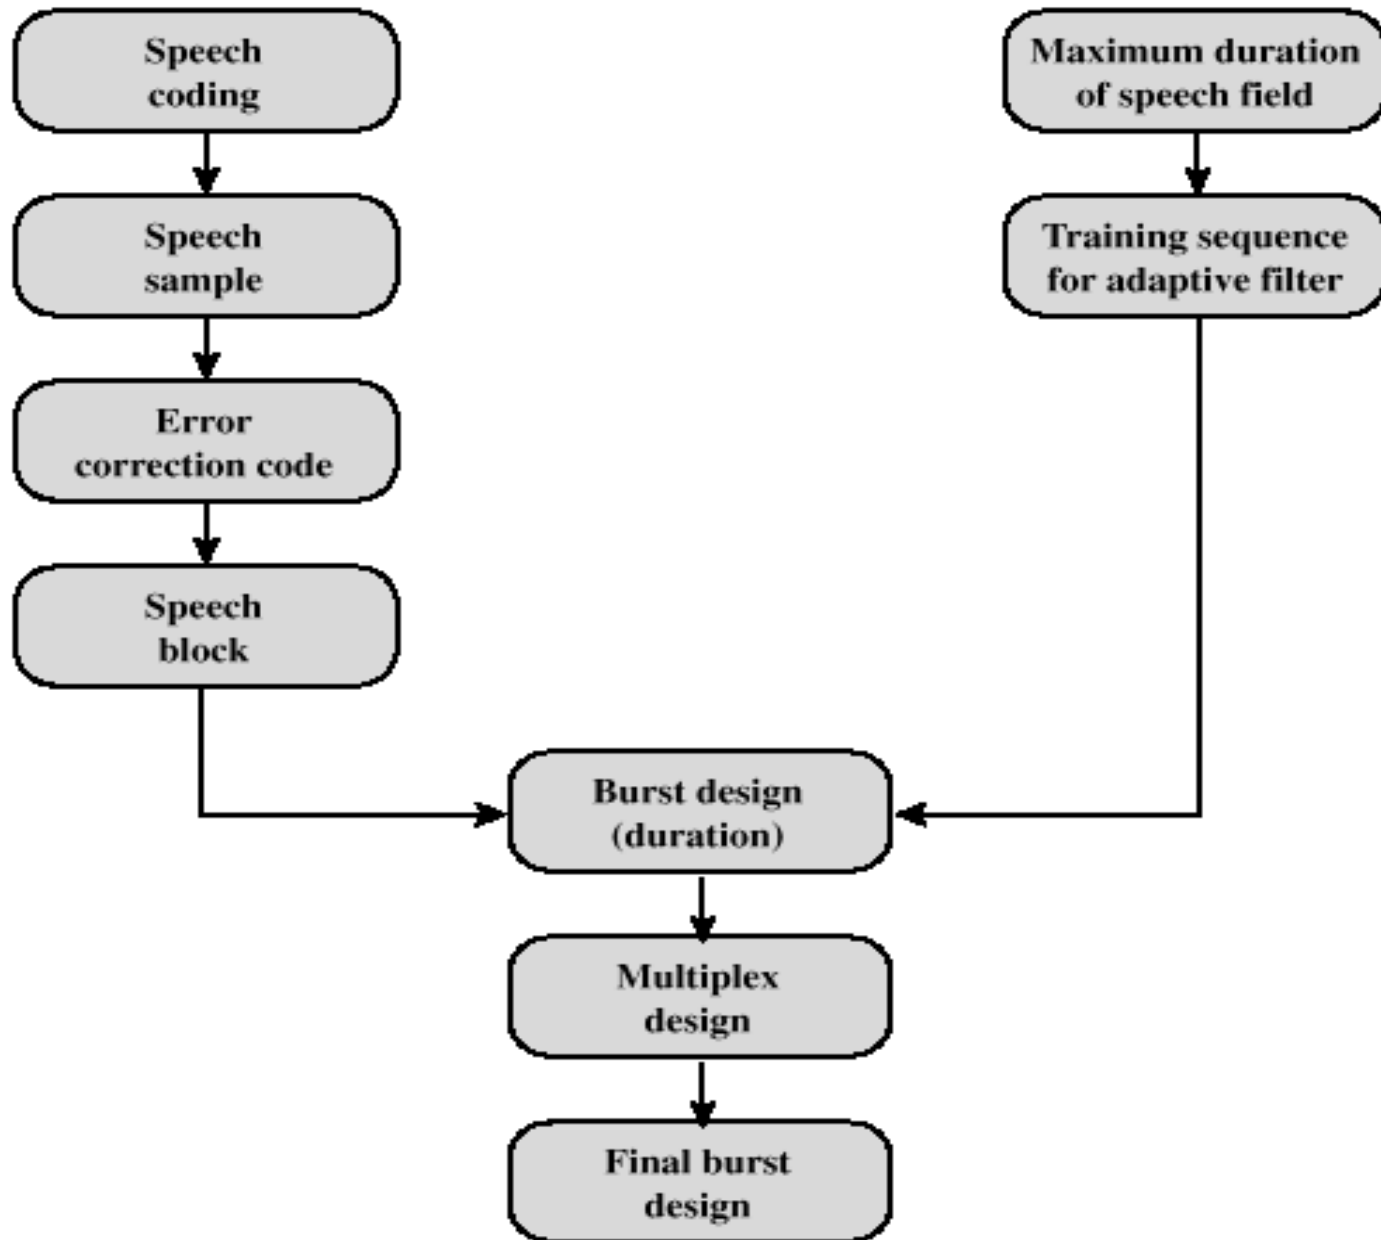 Speech
coding
Maximum duration
of speech field
Speech
sample
Training sequence
for adaptive filter
Error
correction code
Speech
block
Burst design
(duration)
Multiplex
design
Final burst
design